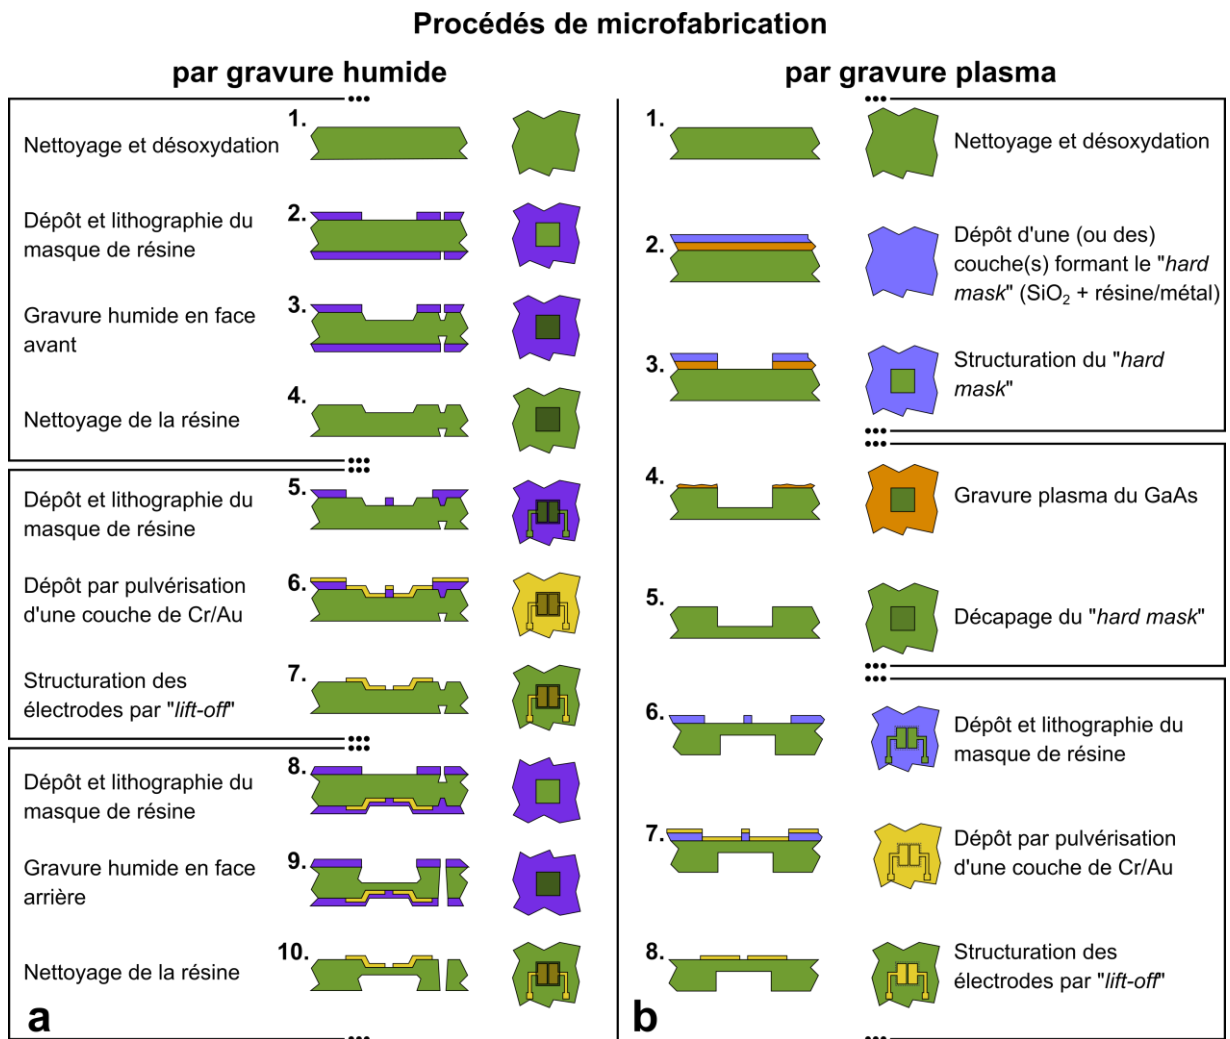 Procédés de microfabrication
par gravure humide
1.
Nettoyage et désoxydation
2.
Dépôt et lithographie du
masque de résine
3.
Gravure humide en face
avant
4.
Nettoyage de la résine
5.
Dépôt et lithographie du
masque de résine
6.
Dépôt par pulvérisation
d'une couche de Cr/Au
7.
Structuration des
électrodes par "lift-off"
8.
Dépôt et lithographie du
masque de résine
9.
Gravure humide en face
arrière
10.
Nettoyage de la résine
a
par gravure plasma
1.
Nettoyage et désoxydation
2.
Dépôt d'une (ou des)
couche(s) formant le "hard
mask" (SiO₂ + résine/métal)
3.
Structuration du "hard
mask"
4.
Gravure plasma du GaAs
5.
Décapage du "hard mask"
6.
Dépôt et lithographie du
masque de résine
7.
Dépôt par pulvérisation
d'une couche de Cr/Au
8.
Structuration des
électrodes par "lift-off"
b